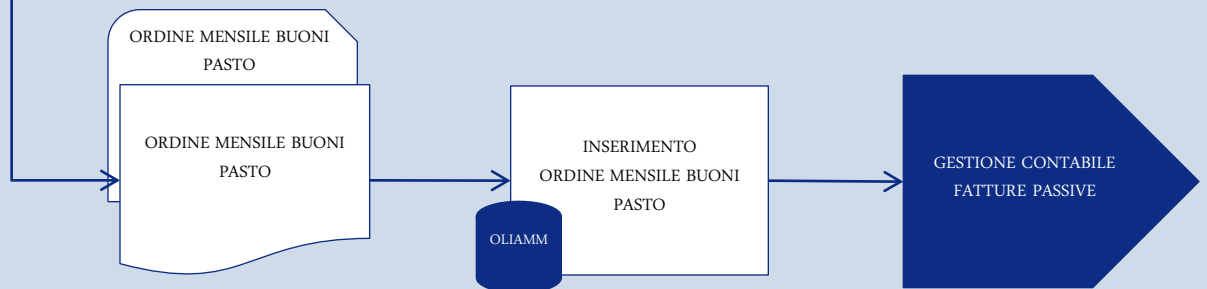 ORDINE MENSILE BUONI
PASTO
ORDINE MENSILE BUONI
PASTO
INSERIMENTO
ORDINE MENSILE BUONI
PASTO
OLIAMM
GESTIONE CONTABILE
FATTURE PASSIVE